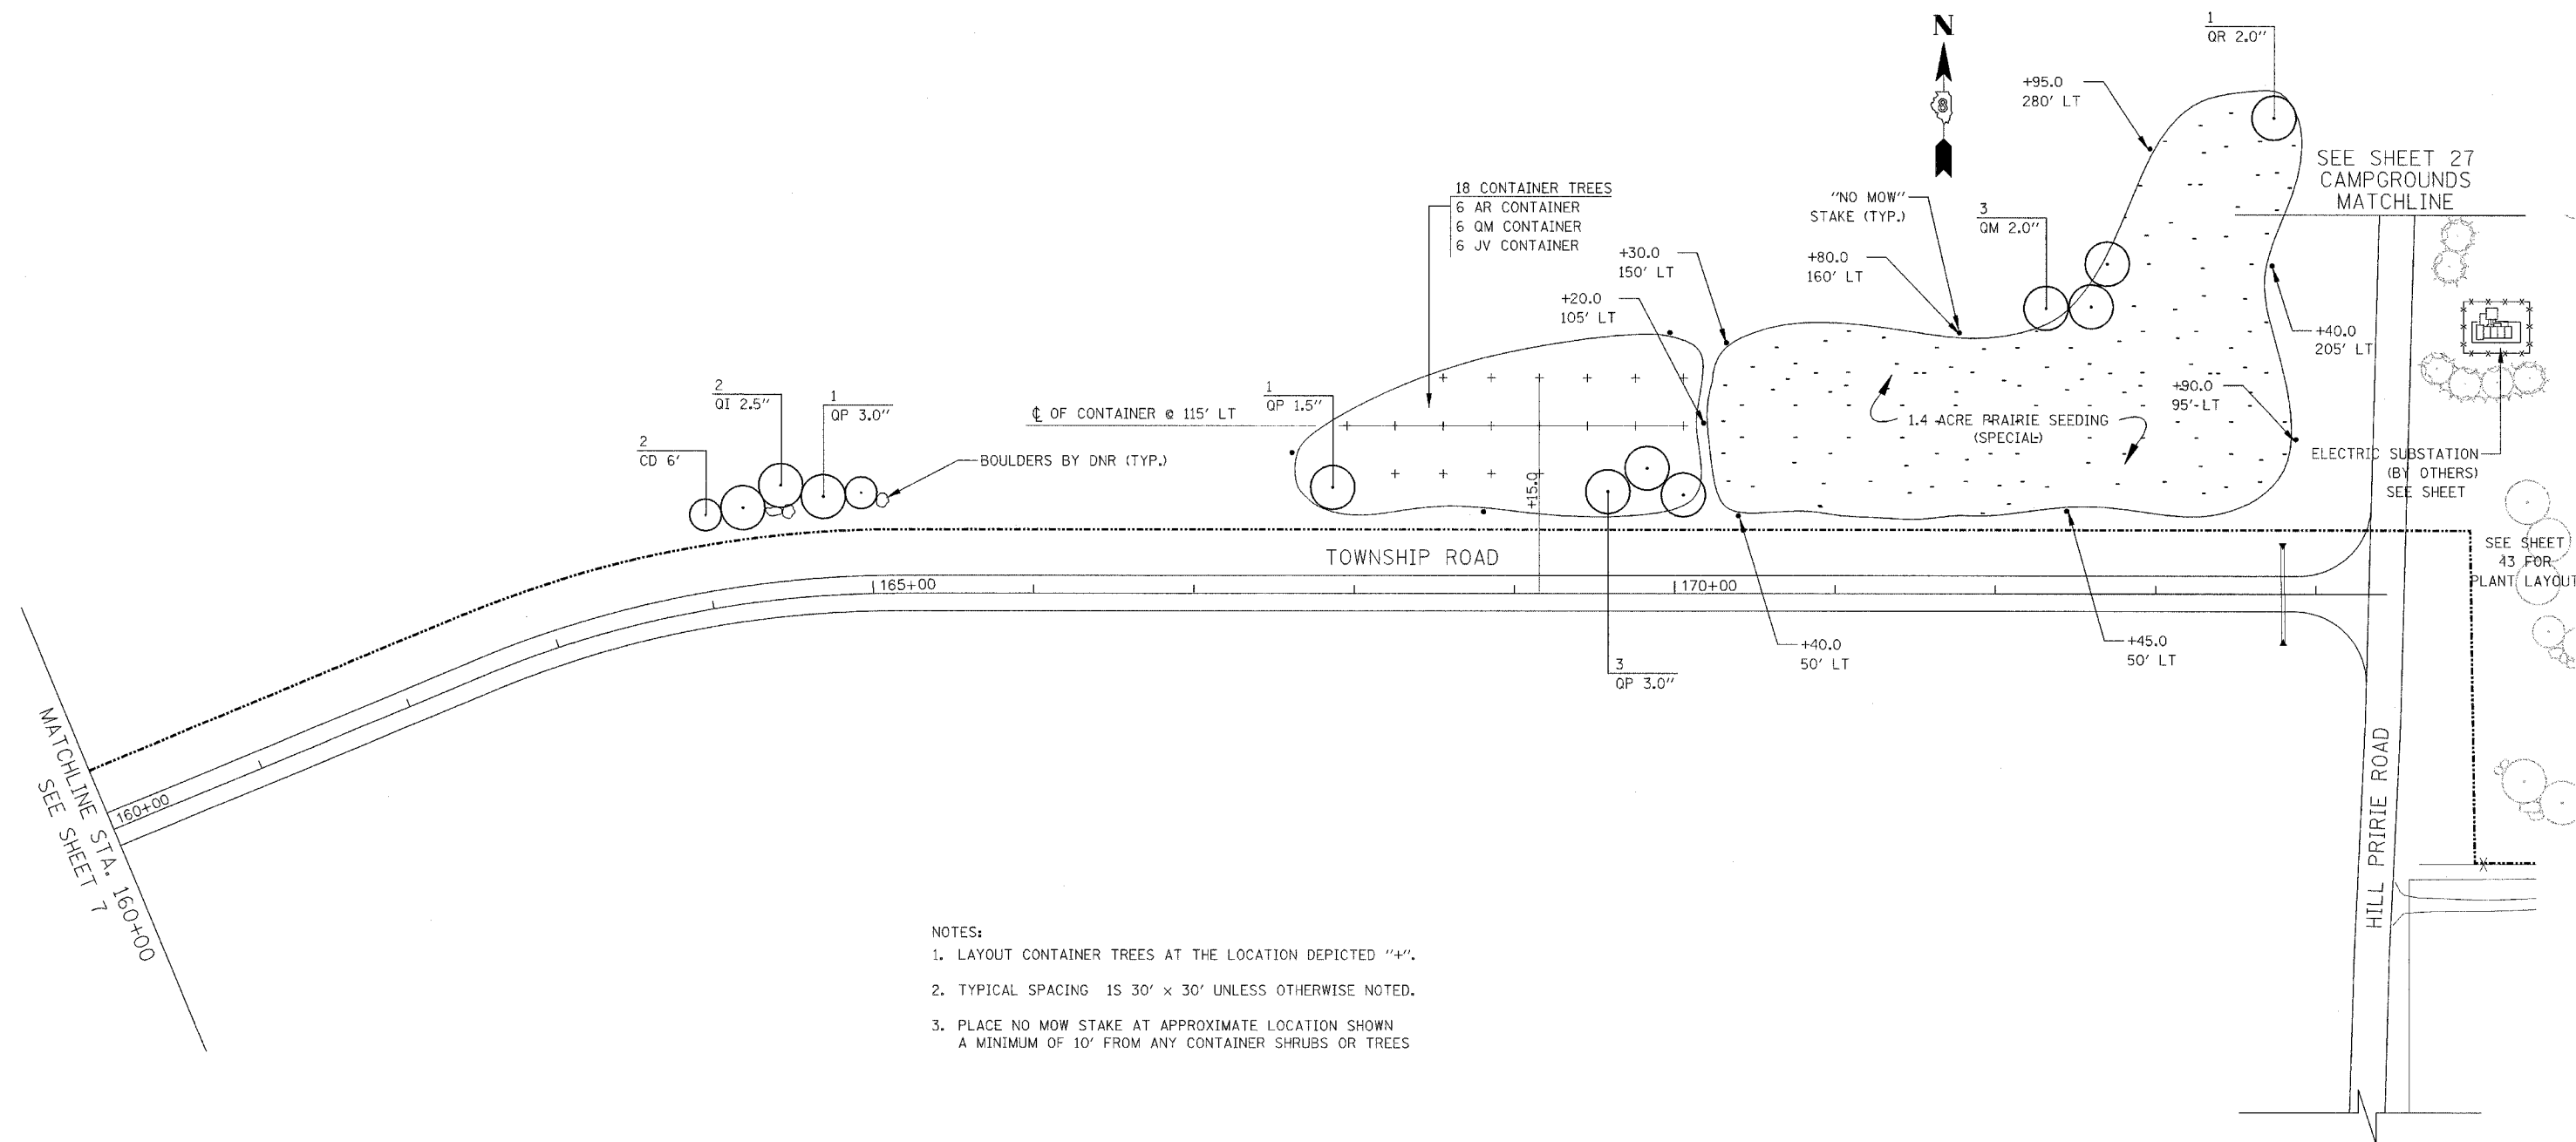 N
8
1
QR 2.0"
+95.0
280' LT
SEE SHEET 27
CAMPGROUNDS
MATCHLINE
18 CONTAINER TREES
6 AR CONTAINER
6 QM CONTAINER
6 JV CONTAINER
"NO MOW"
STAKE (TYP.)
3
QM 2.0"
+30.0
150' LT
+80.0
160' LT
+20.0
105' LT
+40.0
205' LT
2
QI 2.5"
1
QP 3.0"
1
QP 1.5"
+90.0
95' LT
℄ OF CONTAINER @ 115' LT
1.4 ACRE PRAIRIE SEEDING
(SPECIAL)
2
CD 6'
BOULDERS BY DNR (TYP.)
ELECTRIC SUBSTATION
(BY OTHERS)
SEE SHEET
+15.0
TOWNSHIP ROAD
SEE SHEET
43 FOR
PLANT LAYOUT
165+00
170+00
+40.0
50' LT
+45.0
50' LT
3
QP 3.0"
160+00
MATCHLINE STA. 160+00
SEE SHEET 7
HILL PRIRIE ROAD
X
NOTES:
1. LAYOUT CONTAINER TREES AT THE LOCATION DEPICTED "+".
2. TYPICAL SPACING 1S 30' x 30' UNLESS OTHERWISE NOTED.
3. PLACE NO MOW STAKE AT APPROXIMATE LOCATION SHOWN
A MINIMUM OF 10' FROM ANY CONTAINER SHRUBS OR TREES